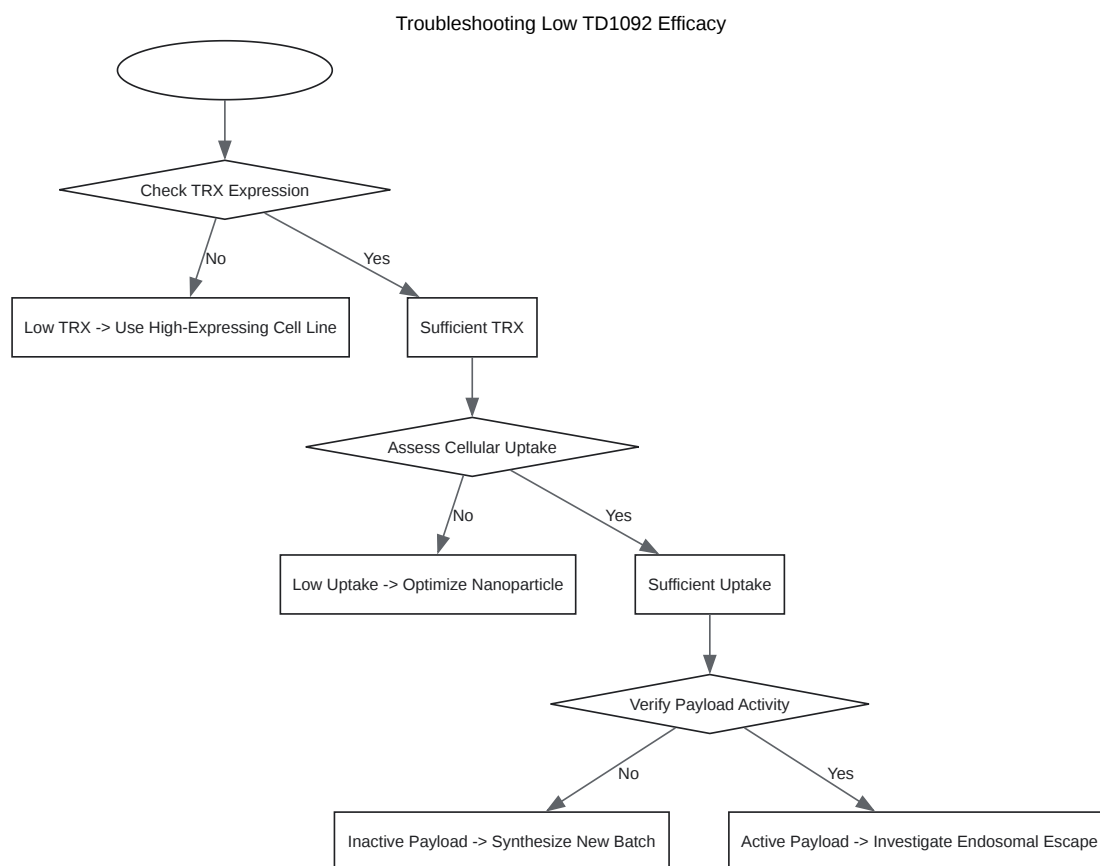 Troubleshooting Low TD1092 Efficacy
Check TRX Expression
No
Yes
Low TRX -> Use High-Expressing Cell Line
Sufficient TRX
Assess Cellular Uptake
No
Yes
Low Uptake -> Optimize Nanoparticle
Sufficient Uptake
Verify Payload Activity
No
Yes
Inactive Payload -> Synthesize New Batch
Active Payload -> Investigate Endosomal Escape